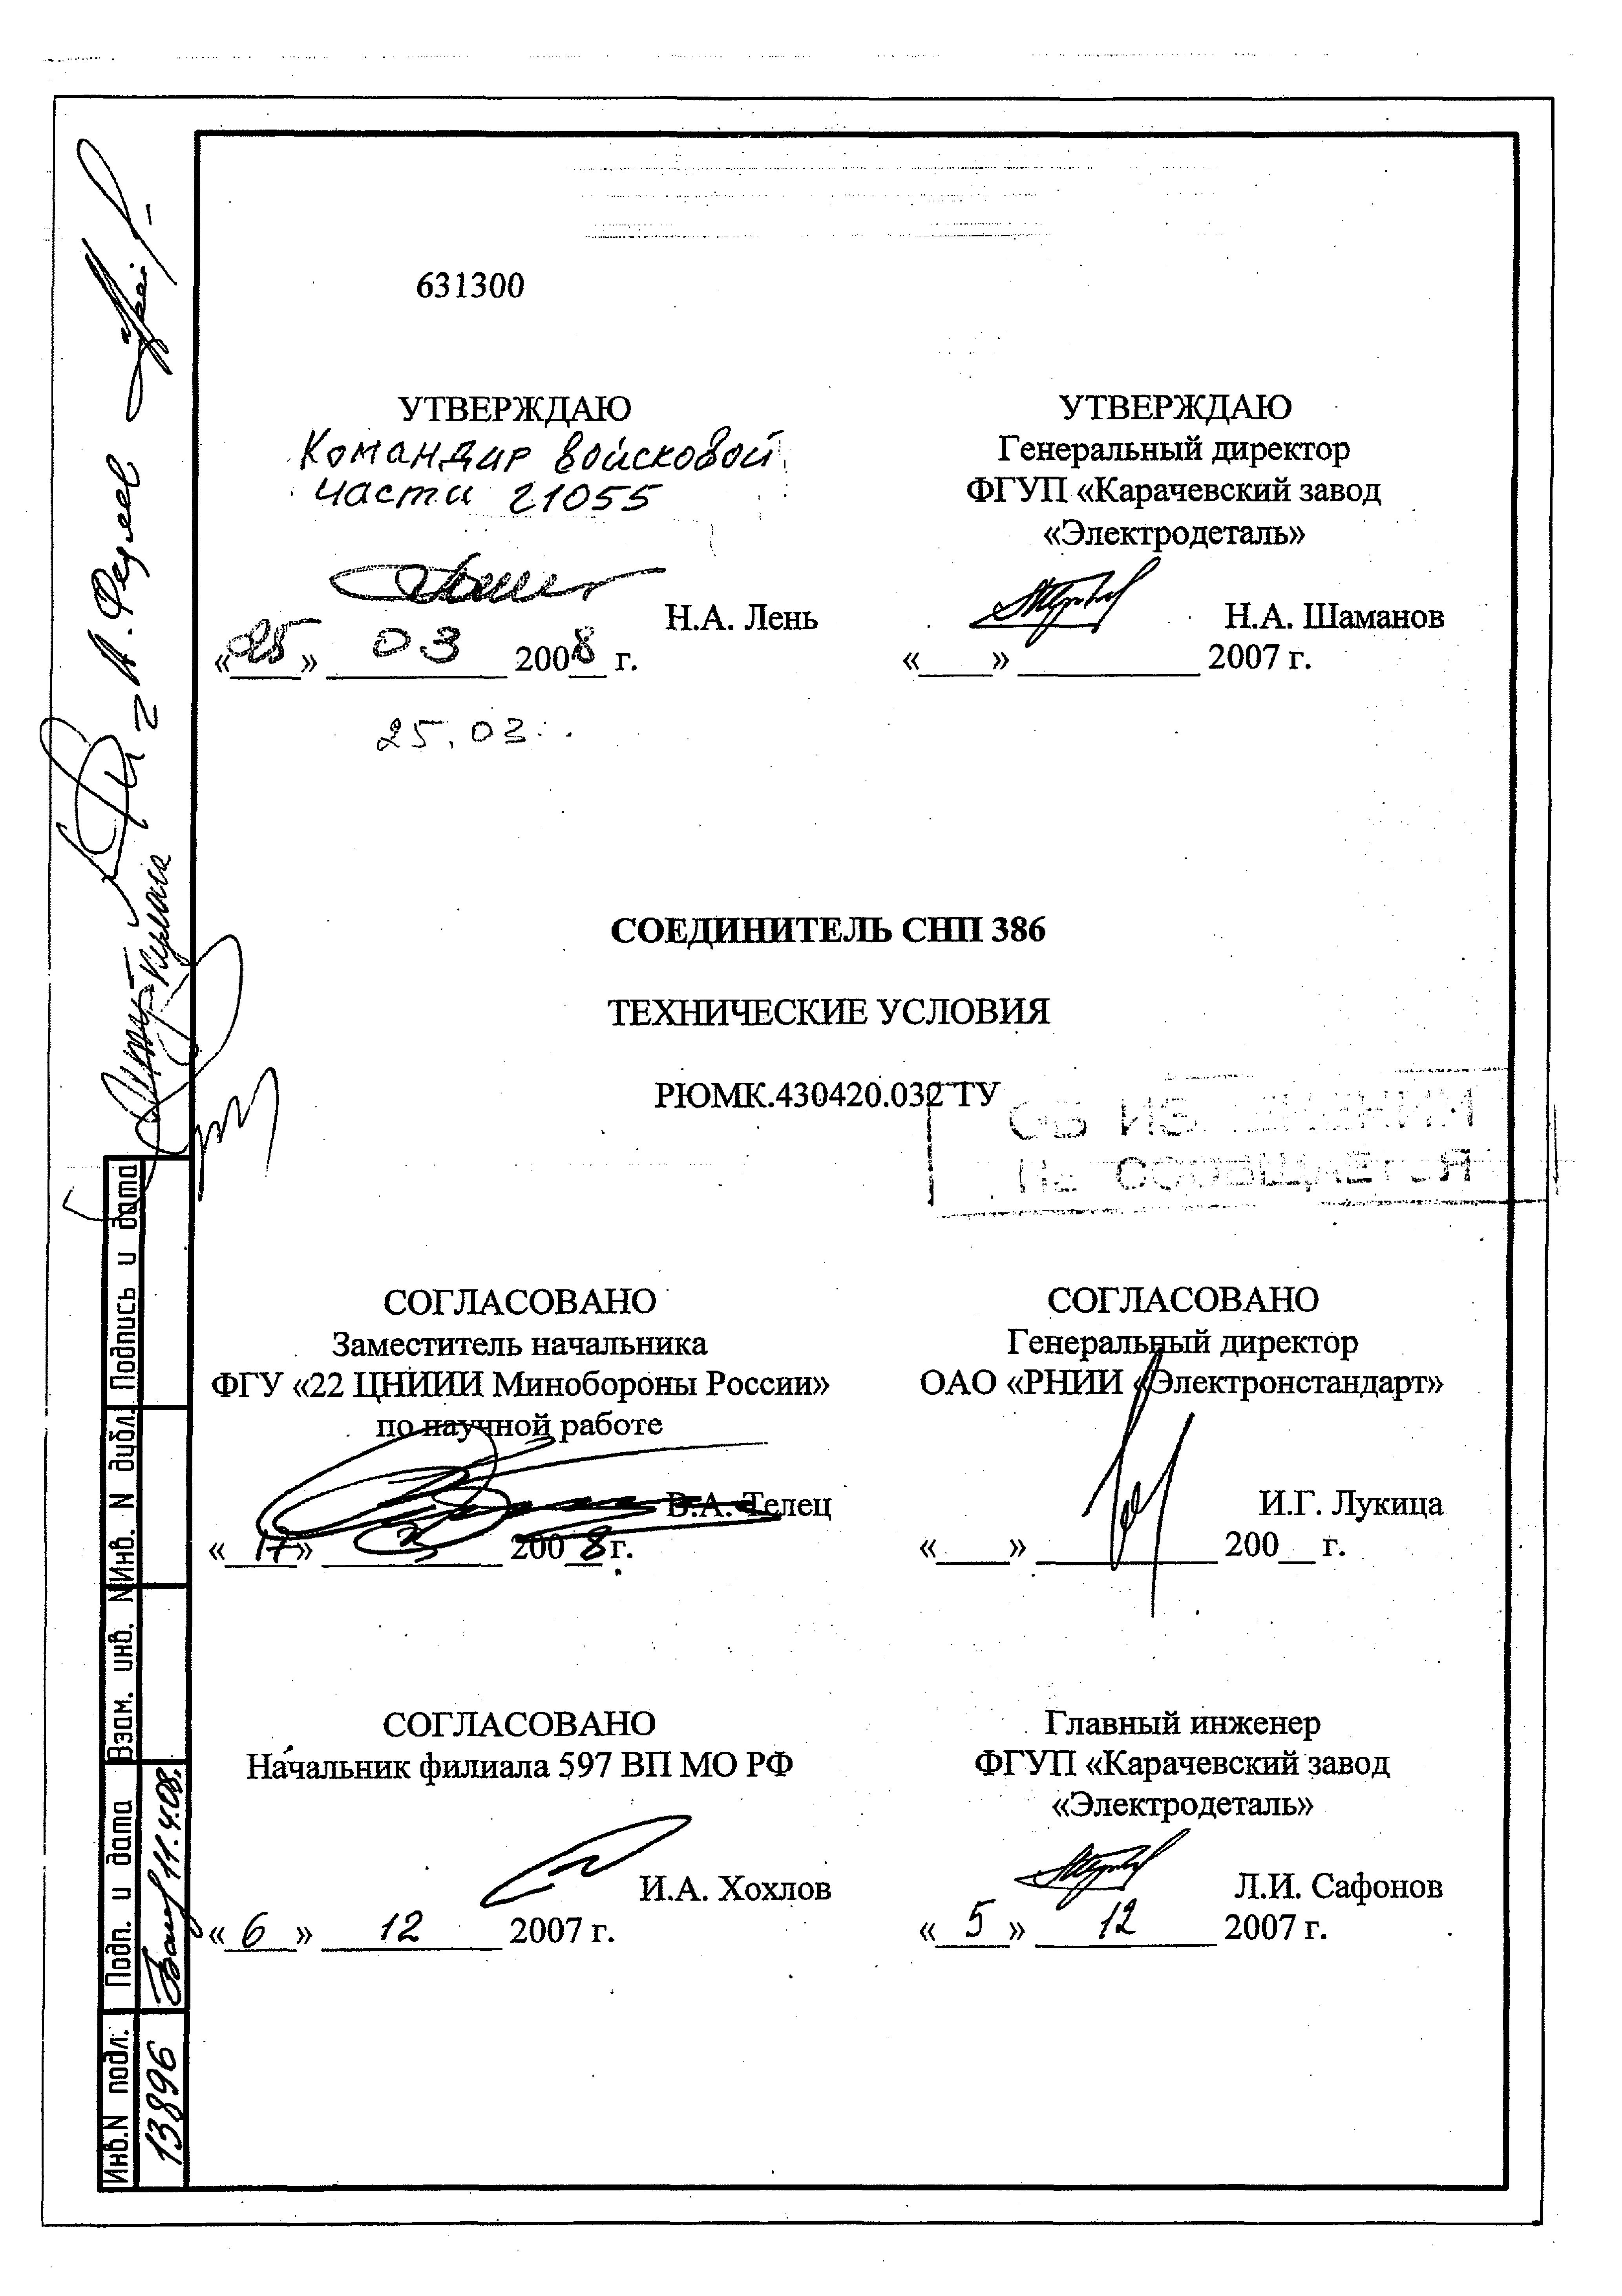 631300
УТВЕРЖДАЮ
Командир войсковой
части 21055
Н.А. Лень
«25» 03 2008 г.
25.03.
УТВЕРЖДАЮ
Генеральный директор
ФГУП «Карачевский завод
«Электродеталь»
Н.А. Шаманов
«____» __________ 2007 г.
СОЕДИНИТЕЛЬ СНП 386
ТЕХНИЧЕСКИЕ УСЛОВИЯ
РЮМК.430420.032 ТУ
ОБ ИЗМЕНЕНИИ
НЕ СООБЩАЕТСЯ
СОГЛАСОВАНО
Заместитель начальника
ФГУ «22 ЦНИИИ Минобороны России»
по научной работе
В.А. Телец
«17» 3 2008 г.
СОГЛАСОВАНО
Генеральный директор
ОАО «РНИИ «Электронстандарт»
И.Г. Лукица
«____» __________ 200__ г.
СОГЛАСОВАНО
Начальник филиала 597 ВП МО РФ
И.А. Хохлов
«6» 12 2007 г.
Главный инженер
ФГУП «Карачевский завод
«Электродеталь»
Л.И. Сафонов
«5» 12 2007 г.
Подпись и дата
Инв. N дубл.
Взам. инв. N
Подп. и дата
11.4.08.
Инв.N подл.
13896